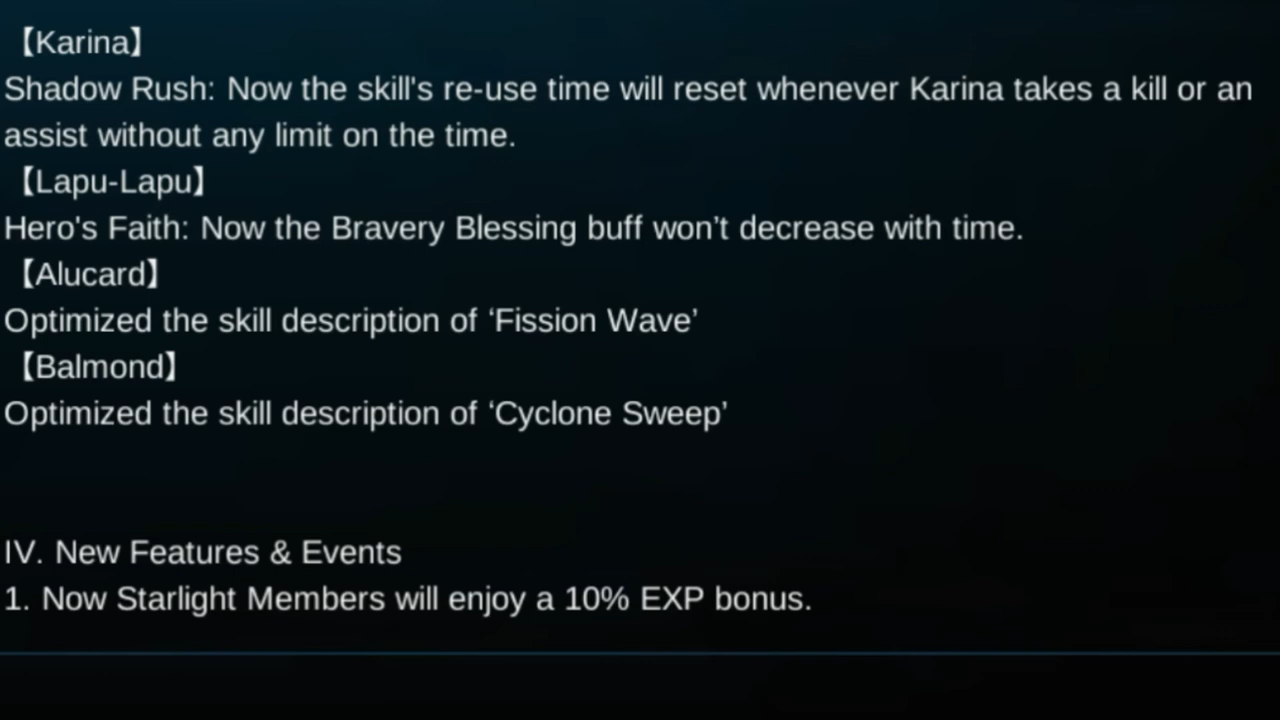 【Karina】
Shadow Rush: Now the skill's re-use time will reset whenever Karina takes a kill or an
assist without any limit on the time.
【Lapu-Lapu】
Hero's Faith: Now the Bravery Blessing buff won’t decrease with time.
【Alucard】
Optimized the skill description of ‘Fission Wave’
【Balmond】
Optimized the skill description of ‘Cyclone Sweep’
IV. New Features & Events
1. Now Starlight Members will enjoy a 10% EXP bonus.